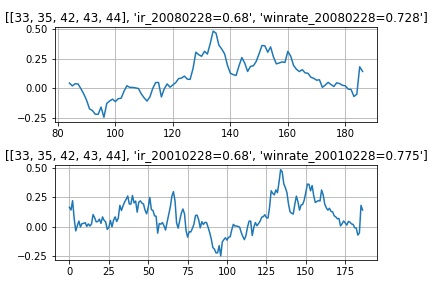 [[33, 35, 42, 43, 44], 'ir_20080228=0.68', 'winrate_20080228=0.728']
0.50
0.25
0.00
−0.25
80 100 120 140 160 180
[[33, 35, 42, 43, 44], 'ir_20010228=0.68', 'winrate_20010228=0.775']
0.50
0.25
0.00
−0.25
0 25 50 75 100 125 150 175